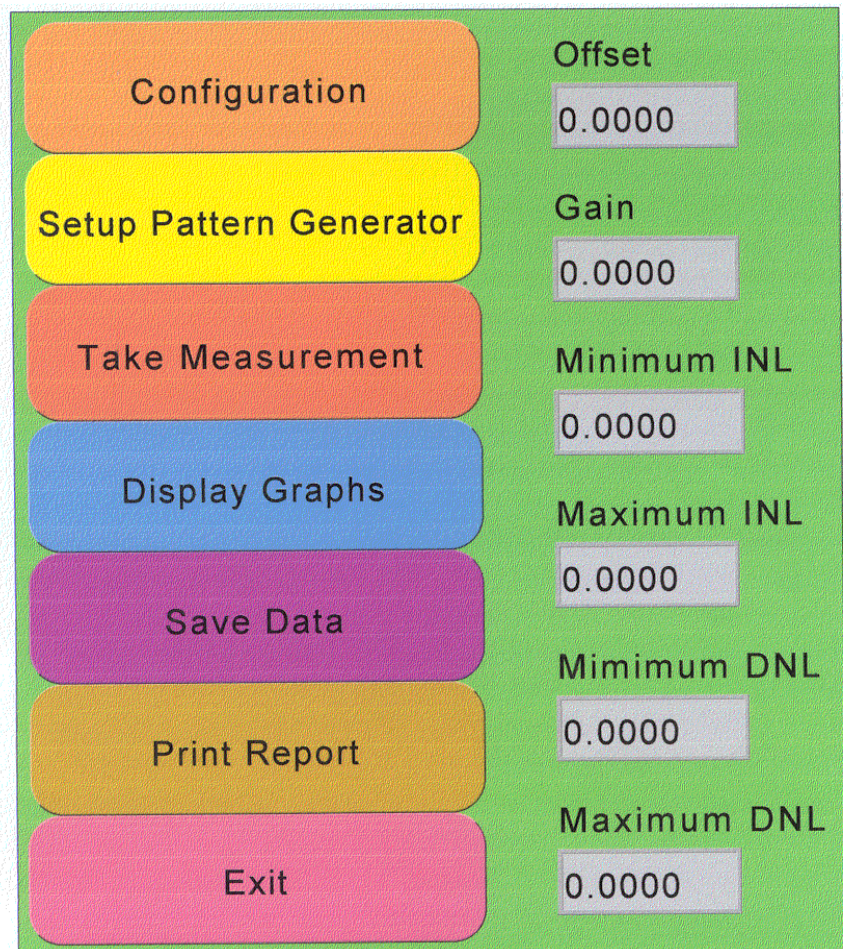 Configuration
Setup Pattern Generator
Take Measurement
Display Graphs
Save Data
Print Report
Exit
Offset
0.0000
Gain
0.0000
Minimum INL
0.0000
Maximum INL
0.0000
Mimimum DNL
0.0000
Maximum DNL
0.0000